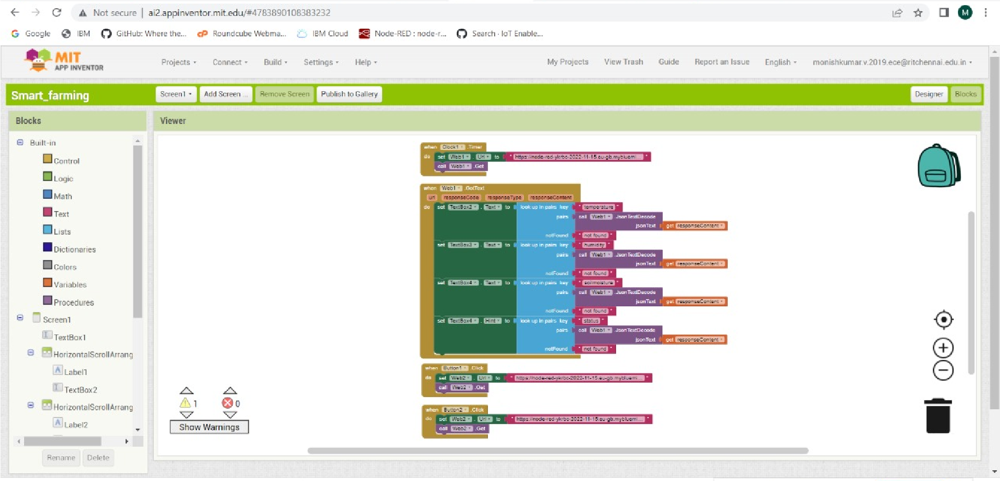 Not secure | ai2.appinventor.mit.edu/#4783890108383232
M
Google IBM GitHub: Where the... Roundcube Webma... IBM Cloud Node-RED : node-r... Search · IoT Enable...
MIT
APP INVENTOR
Projects Connect Build Settings Help My Projects View Trash Guide Report an Issue English monishkumar.v.2019.ece@ritchennai.edu.in
Smart_farming Screen1 Add Screen ... Remove Screen Publish to Gallery Designer Blocks
Blocks
Viewer
Built-in
Control
Logic
Math
Text
Lists
Dictionaries
Colors
Variables
Procedures
Screen1
TextBox1
HorizontalScrollArrang
Label1
TextBox2
HorizontalScrollArrang
Label2
Rename Delete
when Clock1 .Timer
do set Web1 . Url to " https://node-red-ykrbo-2022-11-15.eu-gb.mybluemi... "
call Web1 .Get
when Web1 .GotText
url responseCode responseType responseContent
do set TextBox2 . Text to look up in pairs key " temperature "
pairs call Web1 .JsonTextDecode
jsonText get responseContent
notFound " not found "
set TextBox3 . Text to look up in pairs key " humidity "
pairs call Web1 .JsonTextDecode
jsonText get responseContent
notFound " not found "
set TextBox4 . Text to look up in pairs key " soilmoisture "
pairs call Web1 .JsonTextDecode
jsonText get responseContent
notFound " not found "
set TextBox4 . Hint to look up in pairs key " status "
pairs call Web1 .JsonTextDecode
jsonText get responseContent
notFound " not found "
when Button1 .Click
do set Web2 . Url to " https://node-red-ykrbo-2022-11-15.eu-gb.mybluemi... "
call Web2 .Get
when Button2 .Click
do set Web2 . Url to " https://node-red-ykrbo-2022-11-15.eu-gb.mybluemi... "
call Web2 .Get
1 0
Show Warnings